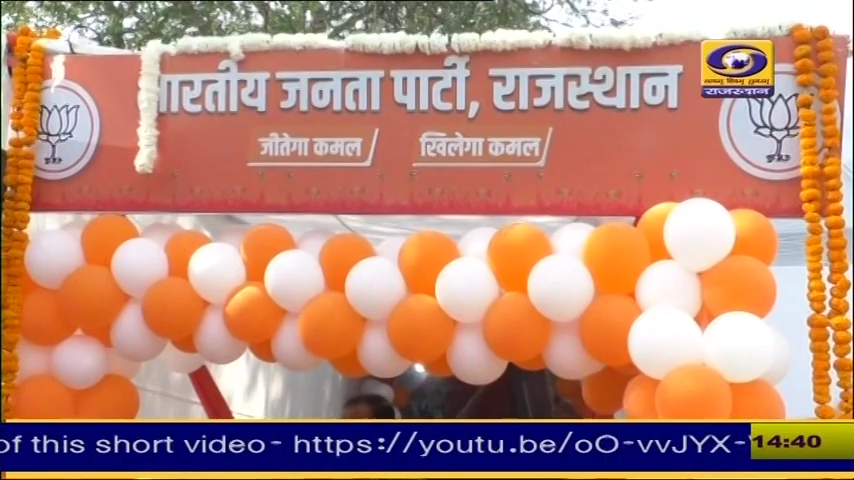 भारतीय जनता पार्टी, राजस्थान
जीतेगा कमल / खिलेगा कमल /
राजस्थान
of this short video - https://youtu.be/oO-vvJYX-
14:40